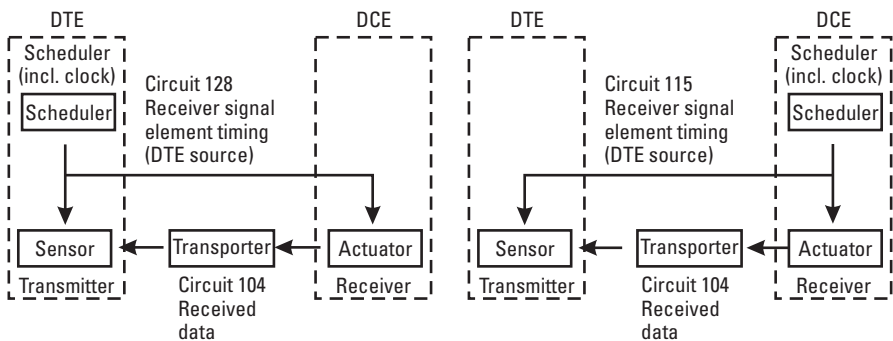 DTE
DCE
Scheduler
(incl. clock)
Scheduler
Circuit 128
Receiver signal
element timing
(DTE source)
Sensor
Transporter
Actuator
Transmitter
Circuit 104
Received
data
Receiver
DTE
DCE
Scheduler
(incl. clock)
Scheduler
Circuit 115
Receiver signal
element timing
(DTE source)
Sensor
Transporter
Actuator
Transmitter
Circuit 104
Received
data
Receiver